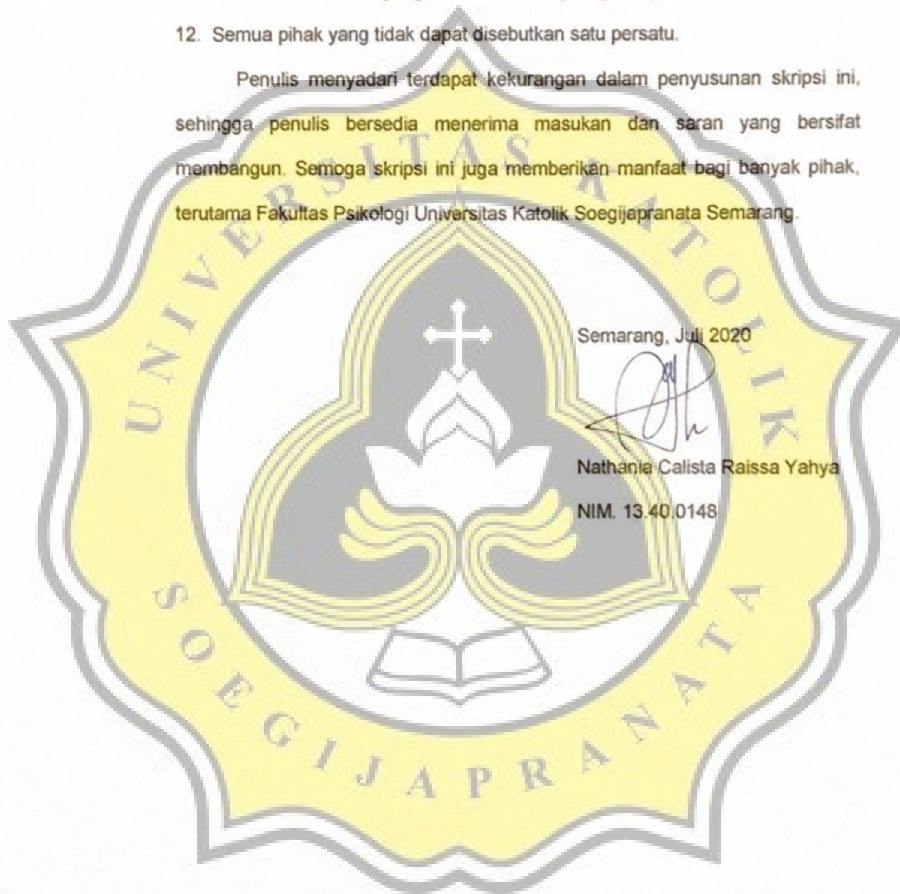 12. Semua pihak yang tidak dapat disebutkan satu persatu.
Penulis menyadari terdapat kekurangan dalam penyusunan skripsi ini,
sehingga penulis bersedia menerima masukan dan saran yang bersifat
membangun. Semoga skripsi ini juga memberikan manfaat bagi banyak pihak,
terutama Fakultas Psikologi Universitas Katolik Soegijapranata Semarang.
Semarang, Juli 2020
Nathania Calista Raissa Yahya
NIM. 13.40.0148
UNIVERSITAS KATOLIK
SOEGIJAPRANATA